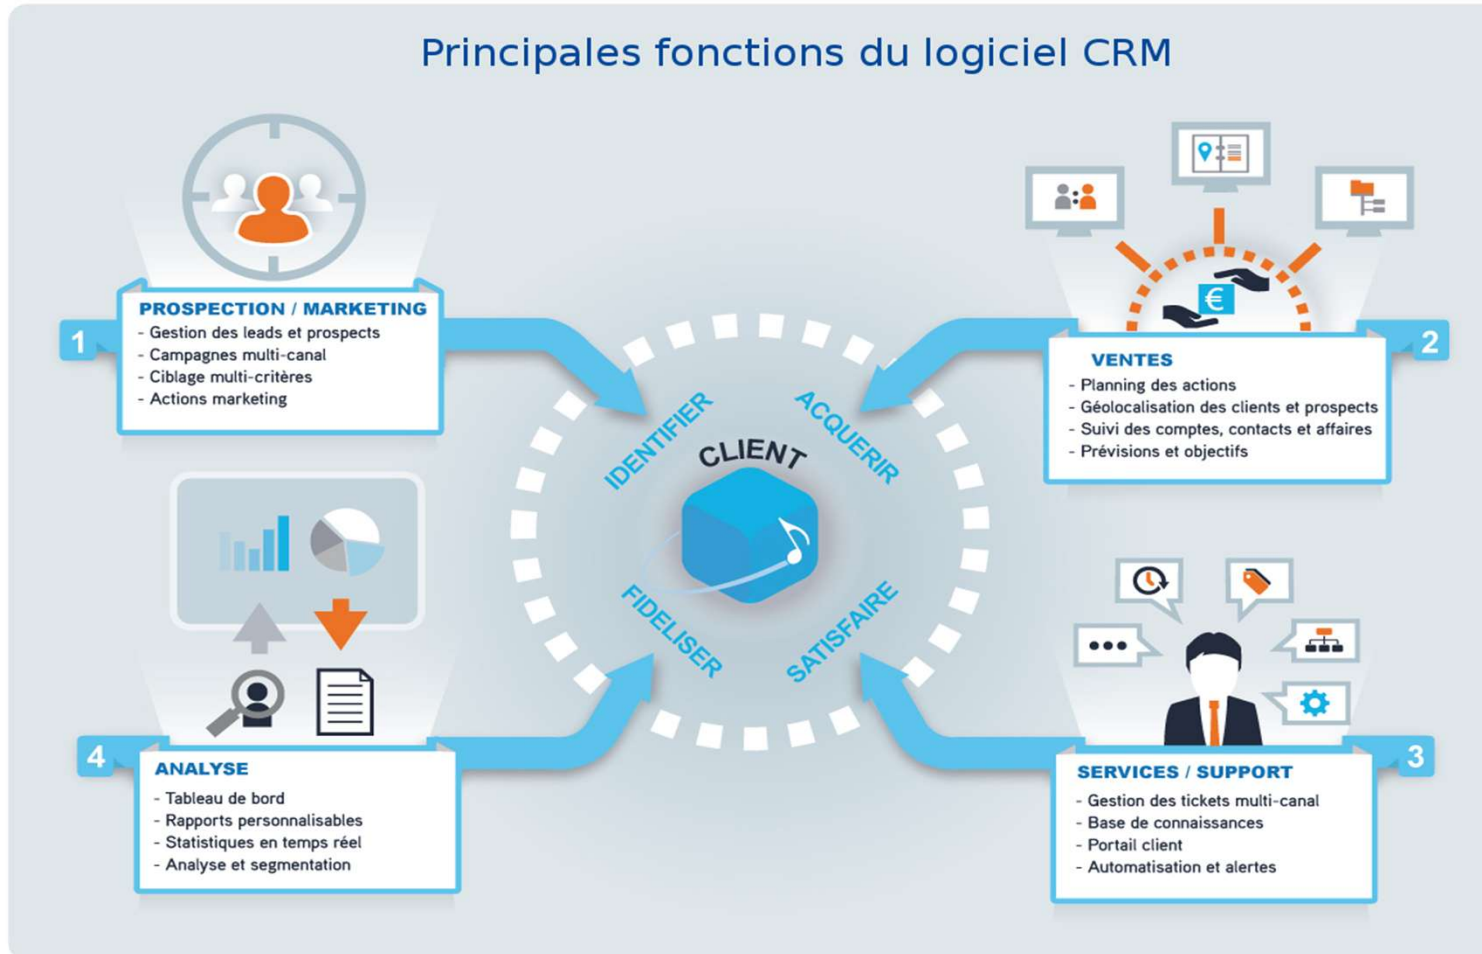 Principales fonctions du logiciel CRM
1
PROSPECTION / MARKETING
- Gestion des leads et prospects
- Campagnes multi-canal
- Ciblage multi-critères
- Actions marketing
2
VENTES
- Planning des actions
- Géolocalisation des clients et prospects
- Suivi des comptes, contacts et affaires
- Prévisions et objectifs
€
IDENTIFIER
ACQUERIR
CLIENT
FIDELISER
SATISFAIRE
4
ANALYSE
- Tableau de bord
- Rapports personnalisables
- Statistiques en temps réel
- Analyse et segmentation
3
SERVICES / SUPPORT
- Gestion des tickets multi-canal
- Base de connaissances
- Portail client
- Automatisation et alertes